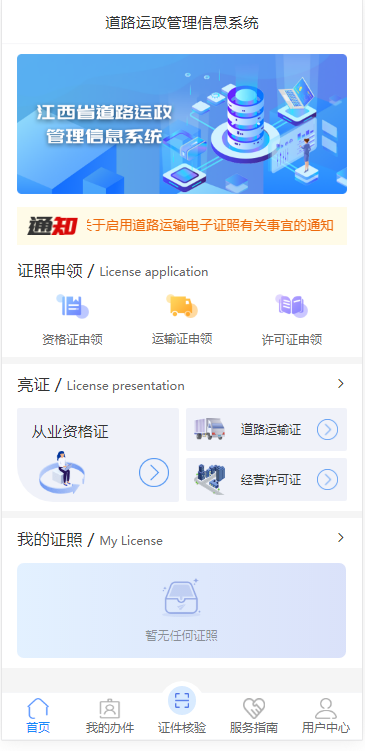 道路运政管理信息系统
江西省道路运政
管理信息系统
通知 关于启用道路运输电子证照有关事宜的通知
证照申领 / License application
资格证申领 运输证申领 许可证申领
亮证 / License presentation
从业资格证
道路运输证
经营许可证
我的证照 / My License
暂无任何证照
首页 我的办件 证件核验 服务指南 用户中心